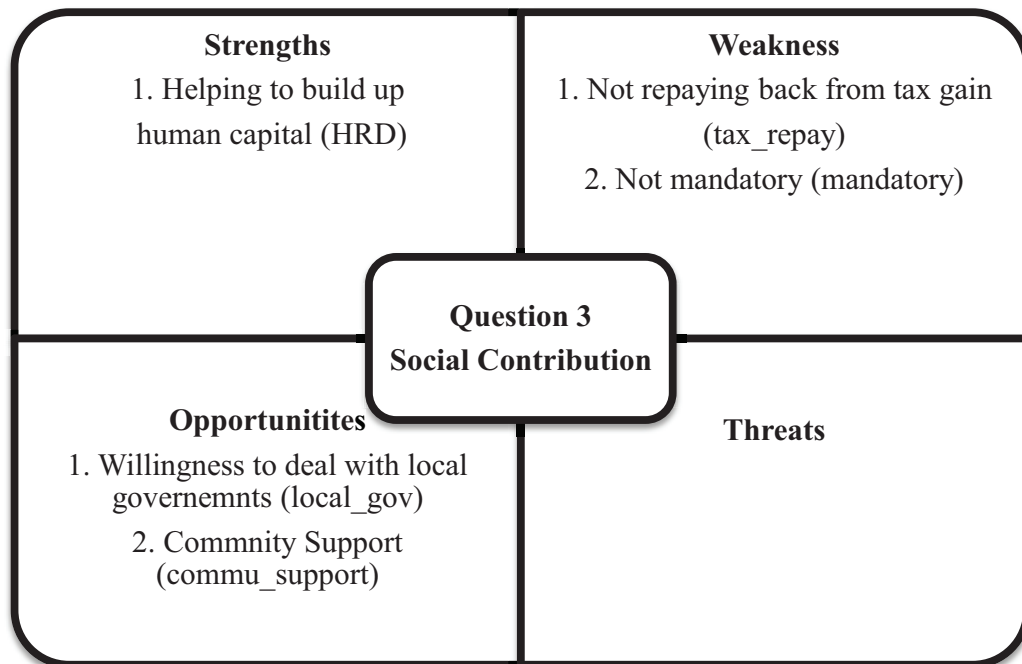 Strengths
1. Helping to build up
human capital (HRD)
Weakness
1. Not repaying back from tax gain
(tax_repay)
2. Not mandatory (mandatory)
Question 3
Social Contribution
Opportunitites
1. Willingness to deal with local
governemnts (local_gov)
2. Commnity Support
(commu_support)
Threats